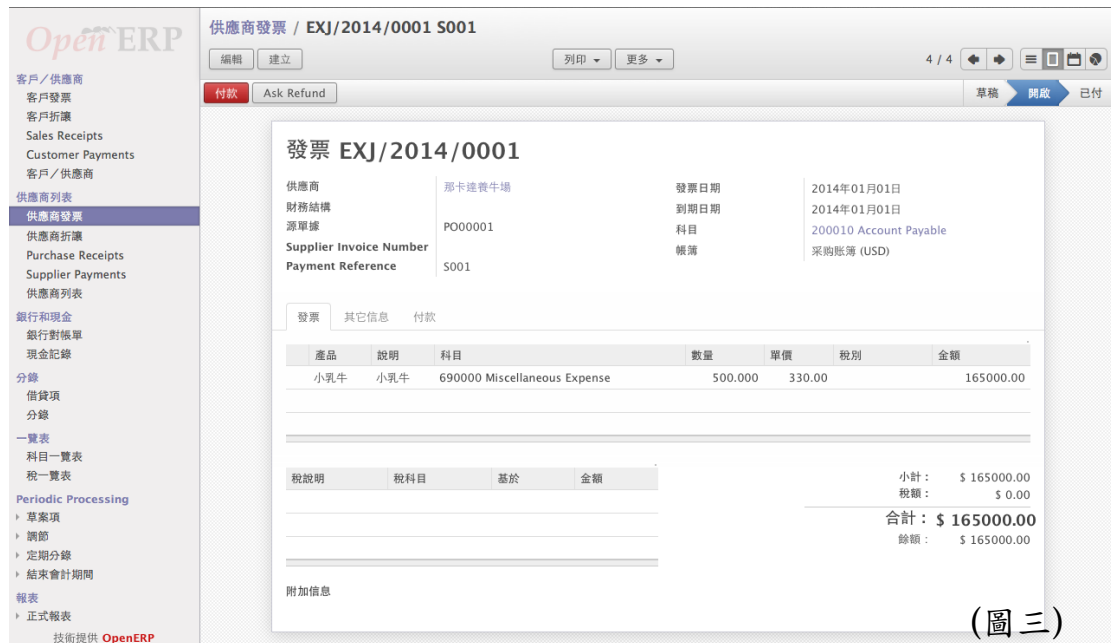 Open ERP
客戶／供應商
客戶發票
客戶折讓
Sales Receipts
Customer Payments
客戶／供應商
供應商列表
供應商發票
供應商折讓
Purchase Receipts
Supplier Payments
供應商列表
銀行和現金
銀行對帳單
現金記錄
分錄
借貸項
分錄
一覽表
科目一覽表
稅一覽表
Periodic Processing
草案項
調節
定期分錄
結束會計期間
報表
正式報表
技術提供 OpenERP
供應商發票 / EXJ/2014/0001 S001
編輯 建立 列印 更多 4 / 4
付款 Ask Refund 草稿 開啟 已付
發票 EXJ/2014/0001
供應商 那卡達養牛場 發票日期 2014年01月01日
財務結構 到期日期 2014年01月01日
源單據 PO00001 科目 200010 Account Payable
Supplier Invoice Number 帳簿 采购账簿 (USD)
Payment Reference S001
發票 其它信息 付款
產品 說明 科目 數量 單價 稅別 金額
小乳牛 小乳牛 690000 Miscellaneous Expense 500.000 330.00 165000.00
稅說明 稅科目 基於 金額
小計： $ 165000.00
稅額： $ 0.00
合計： $ 165000.00
餘額： $ 165000.00
附加信息
(圖三)